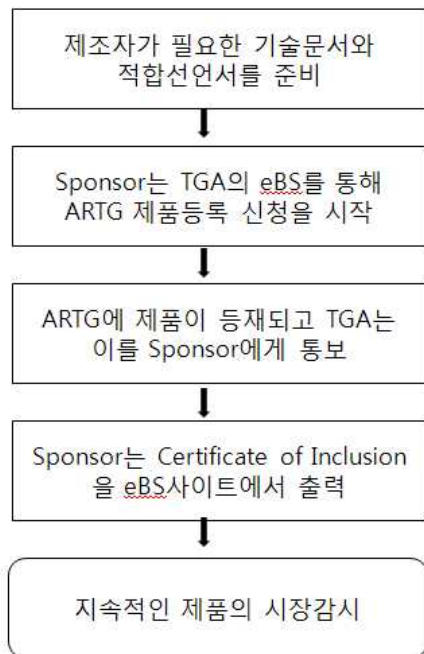 제조자가 필요한 기술문서와
적합선언서를 준비
Sponsor는 TGA의 eBS를 통해
ARTG 제품등록 신청을 시작
ARTG에 제품이 등재되고 TGA는
이를 Sponsor에게 통보
Sponsor는 Certificate of Inclusion
을 eBS사이트에서 출력
지속적인 제품의 시장감시